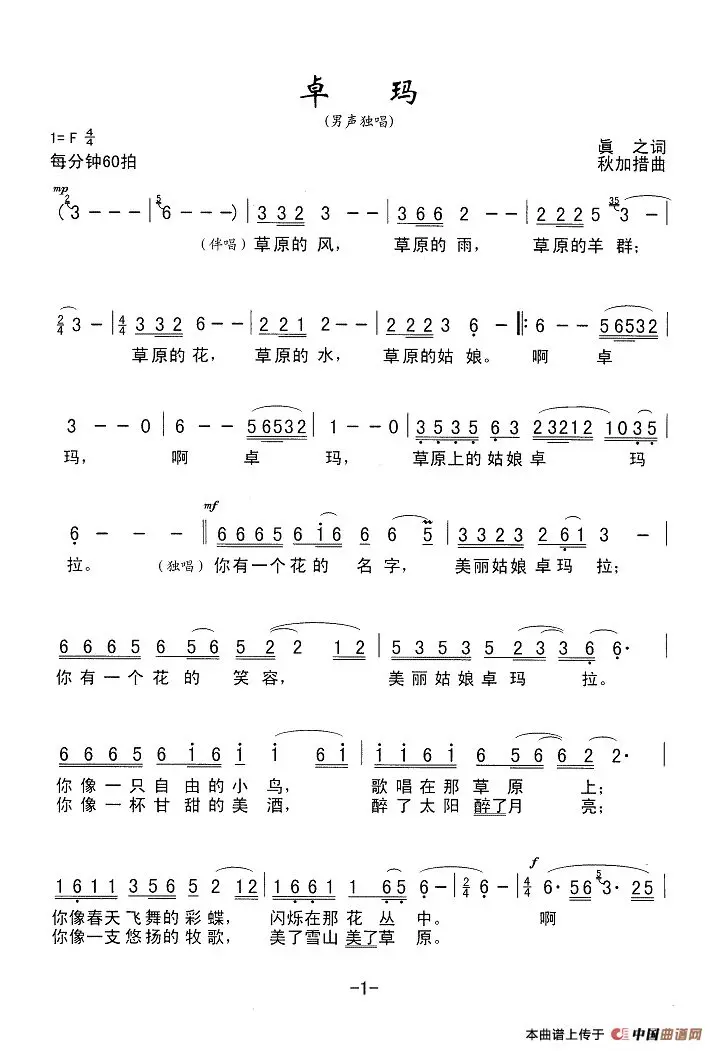 卓 玛
(男声独唱)
1= F 4/4
真 之词
每分钟60拍
秋加措曲
mp
(3 - - - | 6 - - -) | 3 3 2 3 - - | 3 6 6 2 - - | 2 2 2 5 3 - |
(伴唱) 草原的 风， 草原的 雨， 草原的羊 群；
2/4 3 - | 4/4 3 3 2 6 - - | 2 2 1 2 - - | 2 2 2 3 6 - ‖: 6 - - 5 6 5 3 2 |
草原的 花， 草原的 水， 草原的姑 娘。 啊 卓
3 - - 0 | 6 - - 5 6 5 3 2 | 1 - - 0 | 3 5 3 5 6 3 2 3 2 1 2 1 0 3 5 |
玛， 啊 卓 玛， 草原上的姑娘 卓 玛
mf
6 - - - ‖ 6 6 6 5 6 1 6 6 6 5 | 3 3 2 3 2 6 1 3 - |
拉。 (独唱) 你有一个花的 名 字， 美丽姑娘卓玛 拉；
6 6 6 5 6 5 6 5 2 2 1 2 | 5 3 5 3 5 2 3 3 6 6· |
你有一个花的 笑 容， 美丽姑娘卓玛 拉。
6 6 6 5 6 1 6 1 1 6 1 | 1 1 6 1 6 5 6 5 6 2 2· |
你像一只自由的小鸟， 歌唱在那草原 上；
你像一杯甘甜的美酒， 醉了太阳醉了月 亮；
f
1 6 1 1 3 5 6 5 2 1 2 | 1 6 6 1 1 6 5 6 - | 2/4 6 - | 4/4 6· 5 6 3· 2 5 |
你像春天飞舞的彩蝶， 闪烁在那花丛 中。 啊
你像一支悠扬的牧歌， 美了雪山美了草 原。
-1-
本曲谱上传于 中国曲谱网